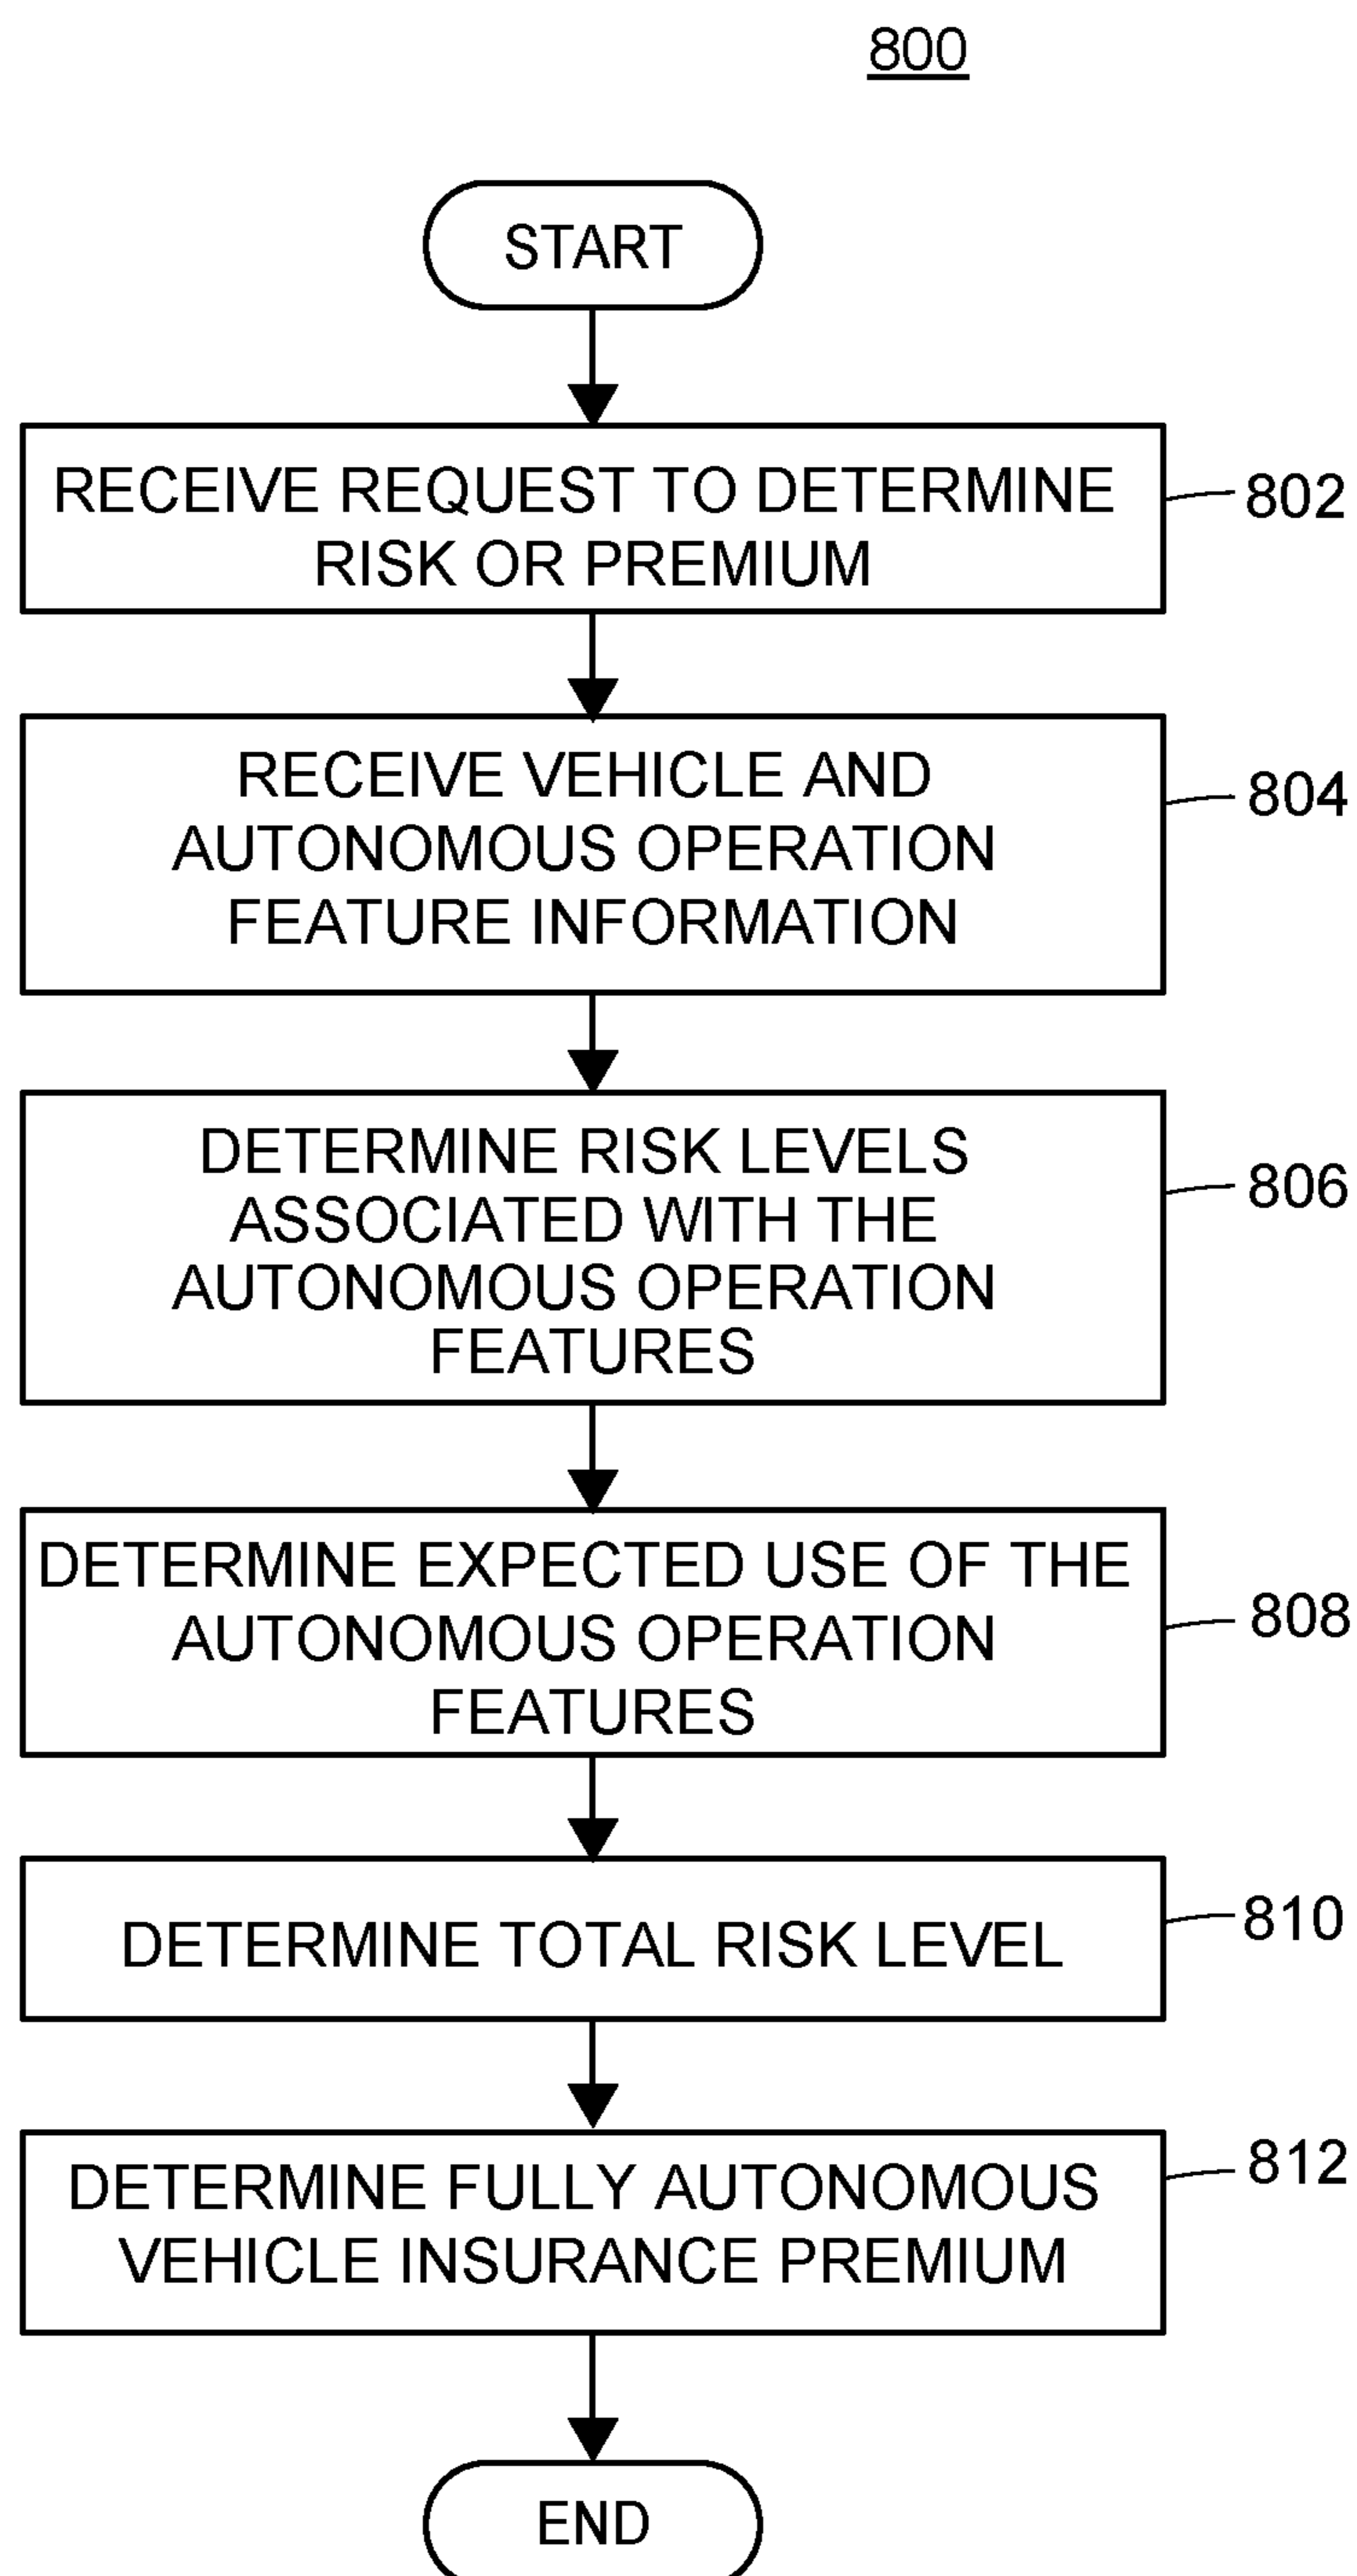 800
START
RECEIVE REQUEST TO DETERMINE
RISK OR PREMIUM
802
RECEIVE VEHICLE AND
AUTONOMOUS OPERATION
FEATURE INFORMATION
804
DETERMINE RISK LEVELS
ASSOCIATED WITH THE
AUTONOMOUS OPERATION
FEATURES
806
DETERMINE EXPECTED USE OF THE
AUTONOMOUS OPERATION
FEATURES
808
DETERMINE TOTAL RISK LEVEL
810
DETERMINE FULLY AUTONOMOUS
VEHICLE INSURANCE PREMIUM
812
END